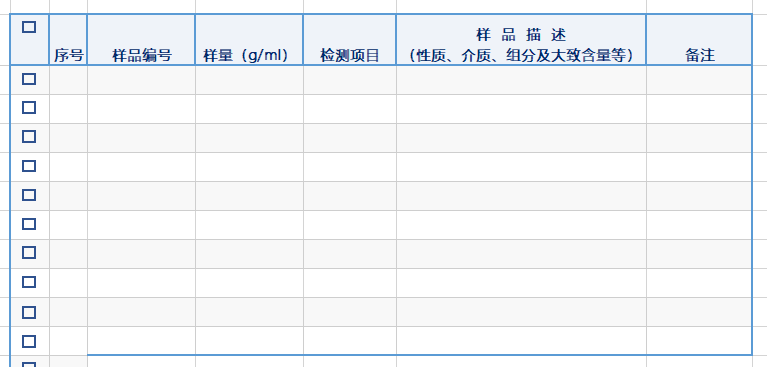 序号
样品编号
样量（g/ml）
检测项目
样 品 描 述
（性质、介质、组分及大致含量等）
备注